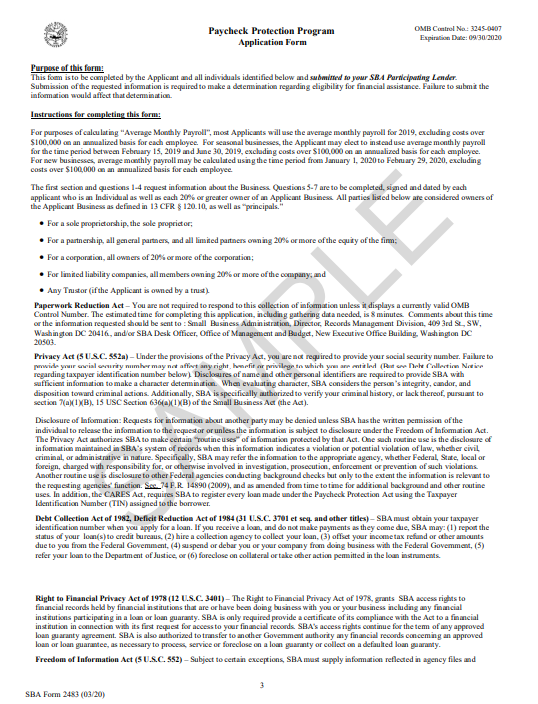 Paycheck Protection Program
Application Form
OMB Control No.: 3245-0407
Expiration Date: 09/30/2020
Purpose of this form:
This form is to be completed by the Applicant and all individuals identified below and submitted to your SBA Participating Lender.
Submission of the requested information is required to make a determination regarding eligibility for financial assistance. Failure to submit
the information would affect that determination.
Instructions for completing this form:
For purposes of calculating “Average Monthly Payroll”, most Applicants will use the average monthly payroll for 2019, excluding costs over
$100,000 on an annualized basis for each employee. For seasonal businesses, the Applicant may elect to instead use average monthly payroll
for the time period between February 15, 2019 and June 30, 2019, excluding costs over $100,000 on an annualized basis for each employee.
For new businesses, average monthly payroll may be calculated using the time period from January 1, 2020 to February 29, 2020, excluding
costs over $100,000 on an annualized basis for each employee.
The first section and questions 1-4 request information about the Business. Questions 5-7 are to be completed, signed and dated by each
applicant who is an Individual as well as each 20% or greater owner of an Applicant Business. All parties listed below are considered owners of
the Applicant Business as defined in 13 CFR § 120.10, as well as “principals.”
• For a sole proprietorship, the sole proprietor;
• For a partnership, all general partners, and all limited partners owning 20% or more of the equity of the firm;
• For a corporation, all owners of 20% or more of the corporation;
• For limited liability companies, all members owning 20% or more of the company; and
• Any Trustor (if the Applicant is owned by a trust).
Paperwork Reduction Act – You are not required to respond to this collection of information unless it displays a currently valid OMB
Control Number. The estimated time for completing this application, including gathering data needed, is 8 minutes. Comments about this time
or the information requested should be sent to : Small Business Administration, Director, Records Management Division, 409 3rd St., SW,
Washington DC 20416., and/or SBA Desk Officer, Office of Management and Budget, New Executive Office Building, Washington DC
20503.
Privacy Act (5 U.S.C. 552a) – Under the provisions of the Privacy Act, you are not required to provide your social security number. Failure to
provide your social security number may not affect any right, benefit or privilege to which you are entitled. (But see Debt Collection Notice
regarding taxpayer identification number below). Disclosures of name and other personal identifiers are required to provide SBA with
sufficient information to make a character determination. When evaluating character, SBA considers the person’s integrity, candor, and
disposition toward criminal actions. Additionally, SBA is specifically authorized to verify your criminal history, or lack thereof, pursuant to
section 7(a)(1)(B), 15 USC Section 636(a)(1)(B) of the Small Business Act (the Act).
Disclosure of Information: Requests for information about another party may be denied unless SBA has the written permission of the
individual to release the information to the requestor or unless the information is subject to disclosure under the Freedom of Information Act.
The Privacy Act authorizes SBA to make certain “routine uses” of information protected by that Act. One such routine use is the disclosure of
information maintained in SBA’s system of records when this information indicates a violation or potential violation of law, whether civil,
criminal, or administrative in nature. Specifically, SBA may refer the information to the appropriate agency, whether Federal, State, local or
foreign, charged with responsibility for, or otherwise involved in investigation, prosecution, enforcement or prevention of such violations.
Another routine use is disclosure to other Federal agencies conducting background checks but only to the extent the information is relevant to
the requesting agencies' function. See, 74 F.R. 14890 (2009), and as amended from time to time for additional background and other routine
uses. In addition, the CARES Act, requires SBA to register every loan made under the Paycheck Protection Act using the Taxpayer
Identification Number (TIN) assigned to the borrower.
Debt Collection Act of 1982, Deficit Reduction Act of 1984 (31 U.S.C. 3701 et seq. and other titles) – SBA must obtain your taxpayer
identification number when you apply for a loan. If you receive a loan, and do not make payments as they come due, SBA may: (1) report the
status of your loan(s) to credit bureaus, (2) hire a collection agency to collect your loan, (3) offset your income tax refund or other amounts
due to you from the Federal Government, (4) suspend or debar you or your company from doing business with the Federal Government, (5)
refer your loan to the Department of Justice, or (6) foreclose on collateral or take other action permitted in the loan instruments.
Right to Financial Privacy Act of 1978 (12 U.S.C. 3401) – The Right to Financial Privacy Act of 1978, grants SBA access rights to
financial records held by financial institutions that are or have been doing business with you or your business including any financial
institutions participating in a loan or loan guaranty. SBA is only required to provide a certificate of its compliance with the Act to a financial
institution in connection with its first request for access to your financial records. SBA's access rights continue for the term of any approved
loan guaranty agreement. SBA is also authorized to transfer to another Government authority any financial records concerning an approved
loan or loan guarantee, as necessary to process, service or foreclose on a loan guaranty or collect on a defaulted loan guaranty.
Freedom of Information Act (5 U.S.C. 552) – Subject to certain exceptions, SBA must supply information reflected in agency files and
3
SBA Form 2483 (03/20)
SAMPLE